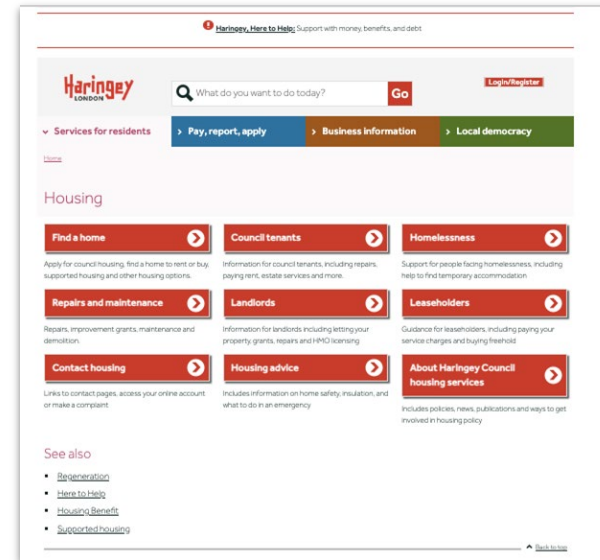 Haringey, Here to Help: Support with money, benefits, and debt
Haringey
LONDON
What do you want to do today?
Go
Login/Register
Services for residents
Pay, report, apply
Business information
Local democracy
Home
Housing
Find a home
Council tenants
Homelessness
Apply for council housing, find a home to rent or buy,
supported housing and other housing options.
Information for council tenants, including repairs,
paying rent, estate services and more.
Support for people facing homelessness, including
help to find temporary accommodation
Repairs and maintenance
Landlords
Leaseholders
Repairs, improvement grants, maintenance and
demolition.
Information for landlords including letting your
property, grants, repairs and HMO licensing
Guidance for leaseholders, including paying your
service charges and buying freehold
Contact housing
Housing advice
About Haringey Council
housing services
Links to contact pages, access your online account
or make a complaint
Includes information on home safety, insulation, and
what to do in an emergency
Includes policies, news, publications and ways to get
involved in housing policy
See also
Regeneration
Here to Help
Housing Benefit
Supported housing
Back to top